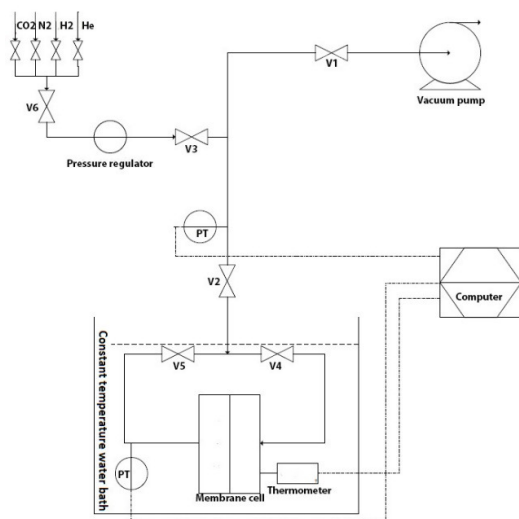 CO2 N2 H2 He
V1
Vacuum pump
V6
V3
Pressure regulator
PT
V2
Computer
Constant temperature water bath
V5
V4
PT
Thermometer
Membrane cell